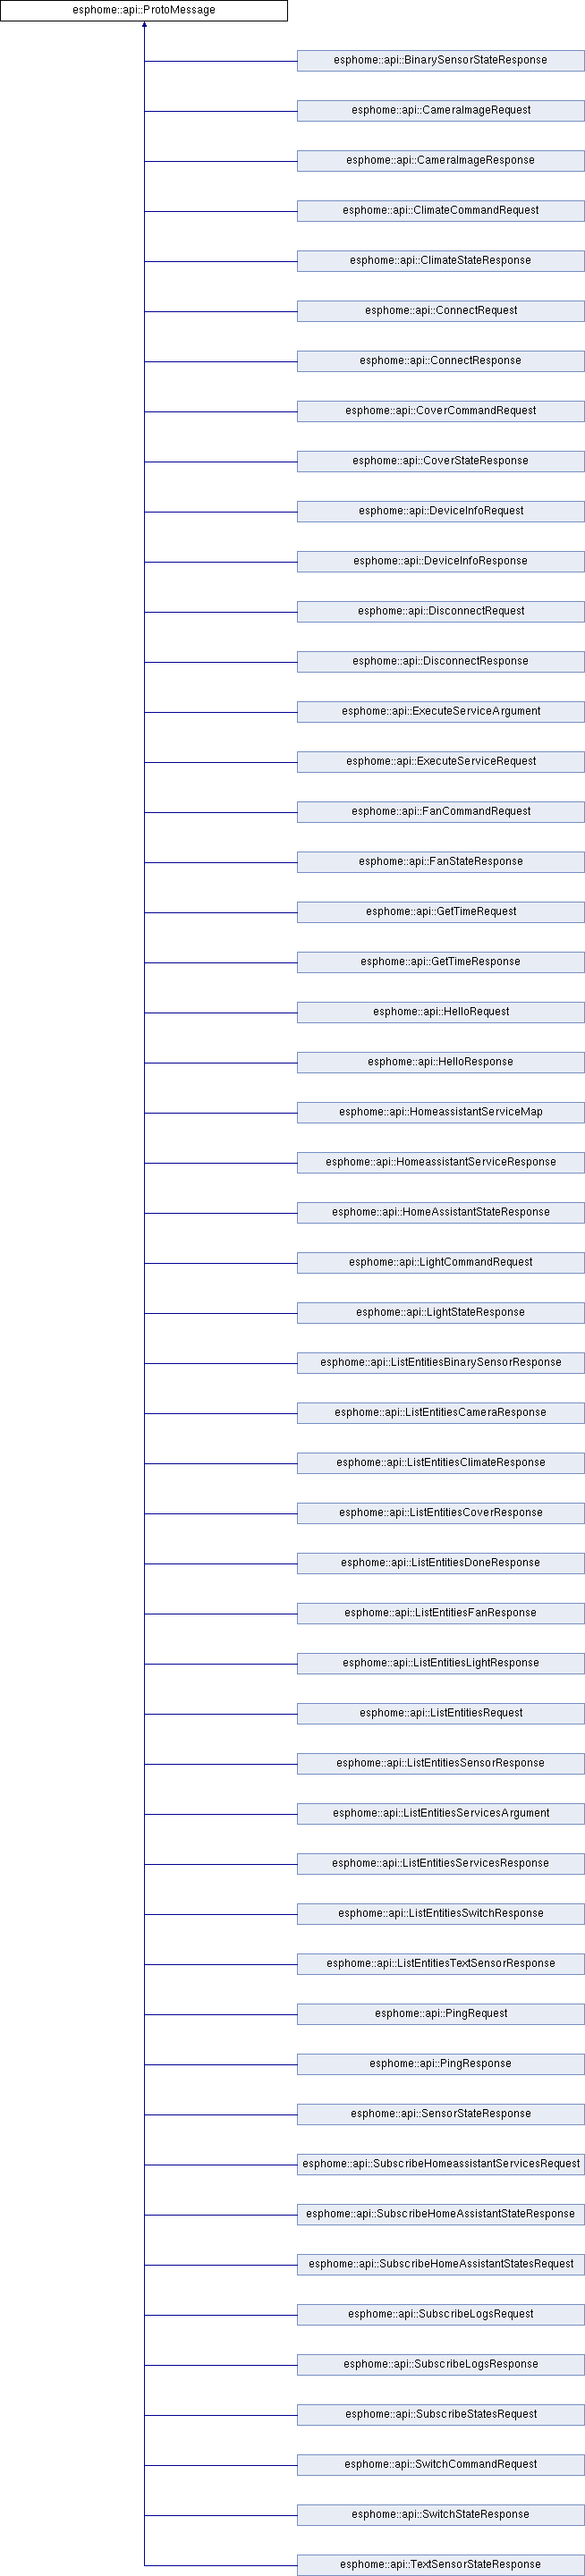 esphome::api::ProtoMessage
esphome::api::BinarySensorStateResponse
esphome::api::CameraImageRequest
esphome::api::CameraImageResponse
esphome::api::ClimateCommandRequest
esphome::api::ClimateStateResponse
esphome::api::ConnectRequest
esphome::api::ConnectResponse
esphome::api::CoverCommandRequest
esphome::api::CoverStateResponse
esphome::api::DeviceInfoRequest
esphome::api::DeviceInfoResponse
esphome::api::DisconnectRequest
esphome::api::DisconnectResponse
esphome::api::ExecuteServiceArgument
esphome::api::ExecuteServiceRequest
esphome::api::FanCommandRequest
esphome::api::FanStateResponse
esphome::api::GetTimeRequest
esphome::api::GetTimeResponse
esphome::api::HelloRequest
esphome::api::HelloResponse
esphome::api::HomeassistantServiceMap
esphome::api::HomeassistantServiceResponse
esphome::api::HomeAssistantStateResponse
esphome::api::LightCommandRequest
esphome::api::LightStateResponse
esphome::api::ListEntitiesBinarySensorResponse
esphome::api::ListEntitiesCameraResponse
esphome::api::ListEntitiesClimateResponse
esphome::api::ListEntitiesCoverResponse
esphome::api::ListEntitiesDoneResponse
esphome::api::ListEntitiesFanResponse
esphome::api::ListEntitiesLightResponse
esphome::api::ListEntitiesRequest
esphome::api::ListEntitiesSensorResponse
esphome::api::ListEntitiesServicesArgument
esphome::api::ListEntitiesServicesResponse
esphome::api::ListEntitiesSwitchResponse
esphome::api::ListEntitiesTextSensorResponse
esphome::api::PingRequest
esphome::api::PingResponse
esphome::api::SensorStateResponse
esphome::api::SubscribeHomeassistantServicesRequest
esphome::api::SubscribeHomeAssistantStateResponse
esphome::api::SubscribeHomeAssistantStatesRequest
esphome::api::SubscribeLogsRequest
esphome::api::SubscribeLogsResponse
esphome::api::SubscribeStatesRequest
esphome::api::SwitchCommandRequest
esphome::api::SwitchStateResponse
esphome::api::TextSensorStateResponse